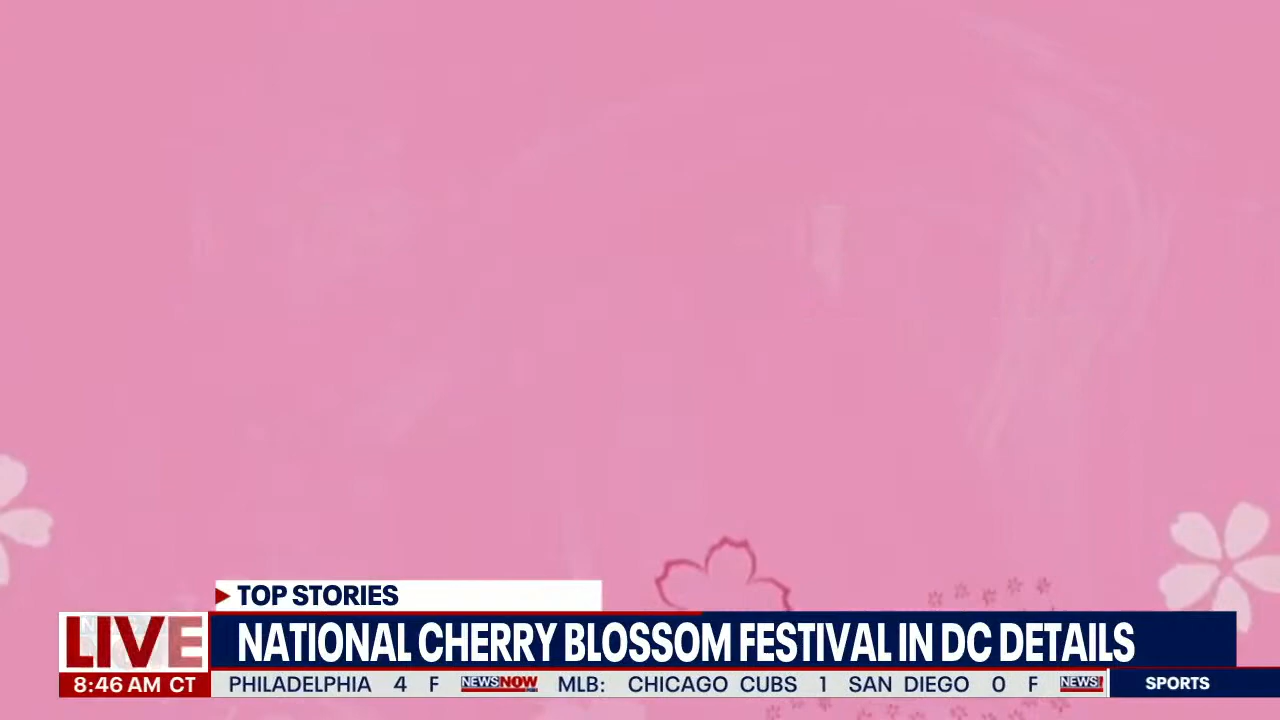 TOP STORIES
LIVE
NATIONAL CHERRY BLOSSOM FESTIVAL IN DC DETAILS
8:46 AM CT
PHILADELPHIA 4 F NEWSNOW MLB: CHICAGO CUBS 1 SAN DIEGO 0 F NEWS
SPORTS